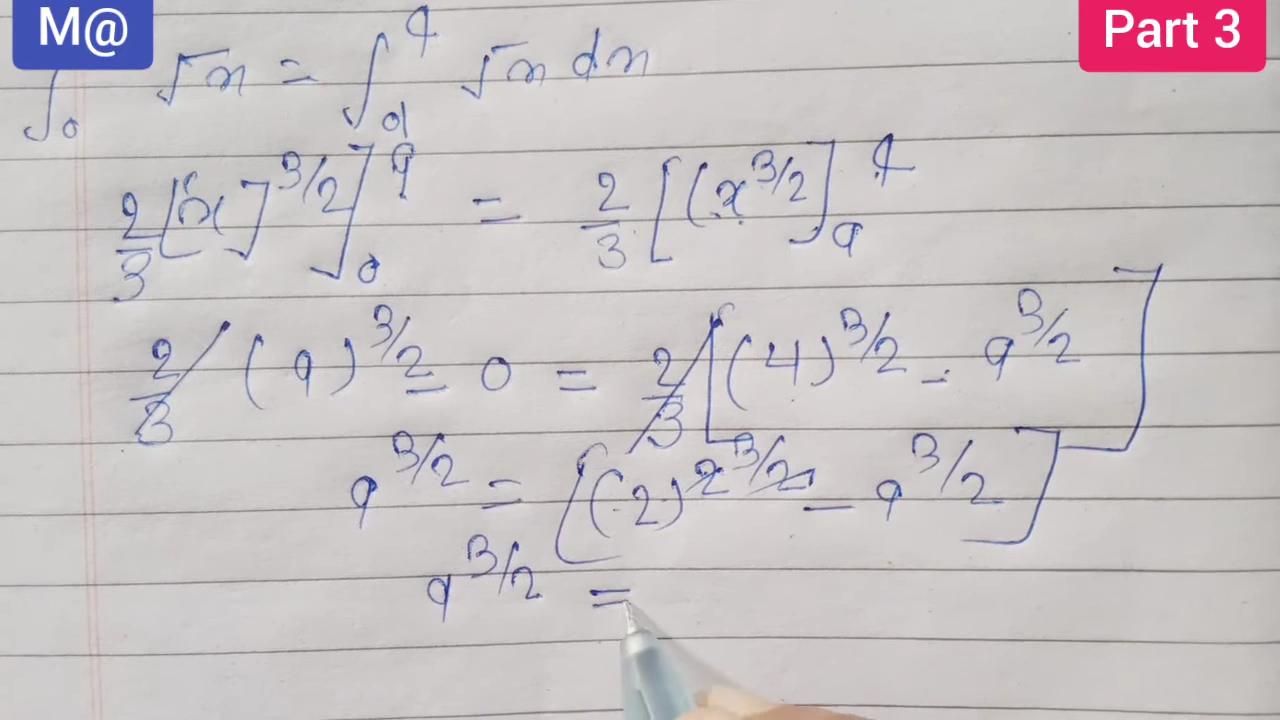 M@
Part 3
∫₀ √x = ∫ₐ⁴ √x dx
2/3 [[x]^3/2]₀ᵃ = 2/3 [(x^3/2]ₐ⁴
2/3 (a)^3/2 - 0 = 2/3 [(4)^3/2 - a^3/2]
a^3/2 = [(2)^2 3/2 - a^3/2]
a^3/2 =